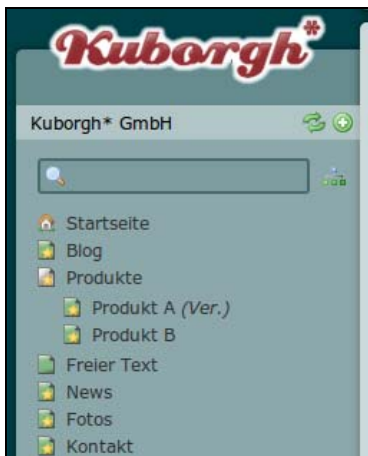 Kuborgh*
Kuborgh* GmbH
Startseite
Blog
Produkte
Produkt A (Ver.)
Produkt B
Freier Text
News
Fotos
Kontakt